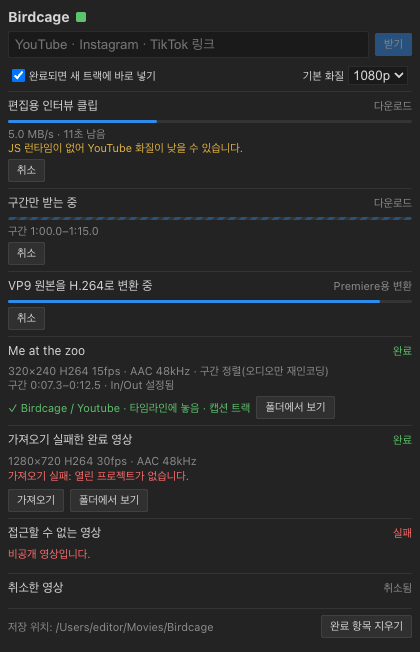 Birdcage
YouTube · Instagram · TikTok 링크
받기
완료되면 새 트랙에 바로 넣기
기본 화질 1080p
편집용 인터뷰 클립
다운로드
5.0 MB/s · 11초 남음
JS 런타임이 없어 YouTube 화질이 낮을 수 있습니다.
취소
구간만 받는 중
다운로드
구간 1:00.0–1:15.0
취소
VP9 원본을 H.264로 변환 중
Premiere용 변환
취소
Me at the zoo
완료
320×240 H264 15fps · AAC 48kHz · 구간 정렬(오디오만 재인코딩)
구간 0:07.3–0:12.5 · In/Out 설정됨
✓ Birdcage / Youtube · 타임라인에 놓음 · 캡션 트랙
폴더에서 보기
가져오기 실패한 완료 영상
완료
1280×720 H264 30fps · AAC 48kHz
가져오기 실패: 열린 프로젝트가 없습니다.
가져오기
폴더에서 보기
접근할 수 없는 영상
실패
비공개 영상입니다.
취소한 영상
취소됨
저장 위치: /Users/editor/Movies/Birdcage
완료 항목 지우기